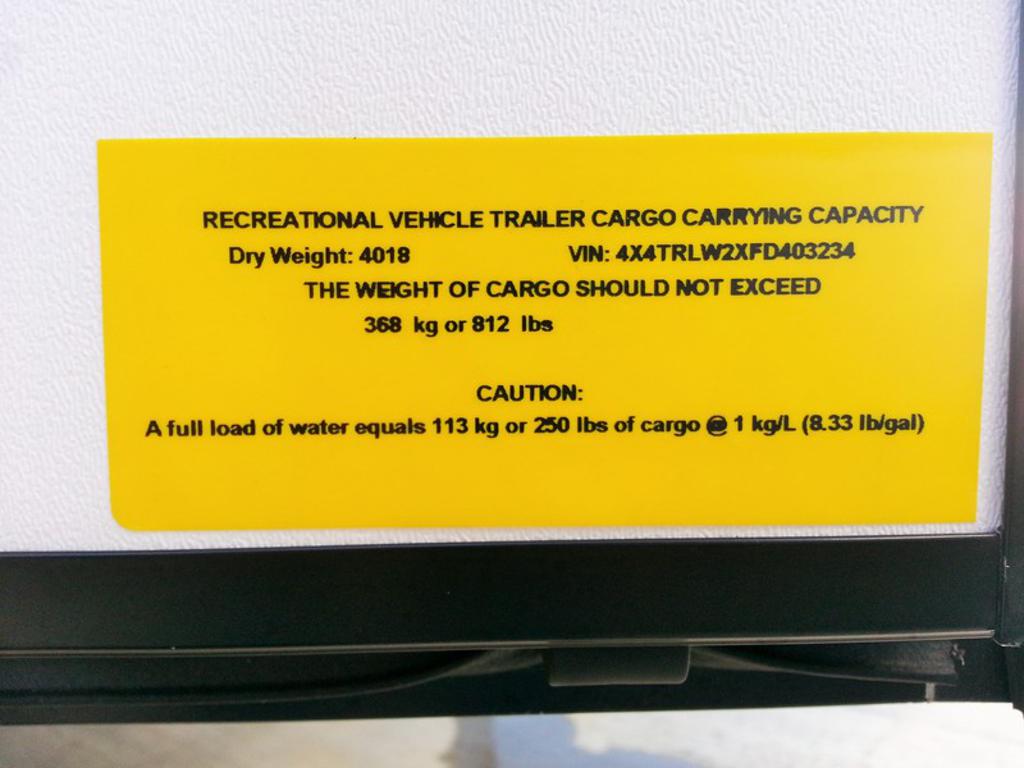 RECREATIONAL VEHICLE TRAILER CARGO CARRYING CAPACITY
Dry Weight: 4018 VIN: 4X4TRLW2XFD403234
THE WEIGHT OF CARGO SHOULD NOT EXCEED
368 kg or 812 lbs
CAUTION:
A full load of water equals 113 kg or 250 lbs of cargo @ 1 kg/L (8.33 lb/gal)